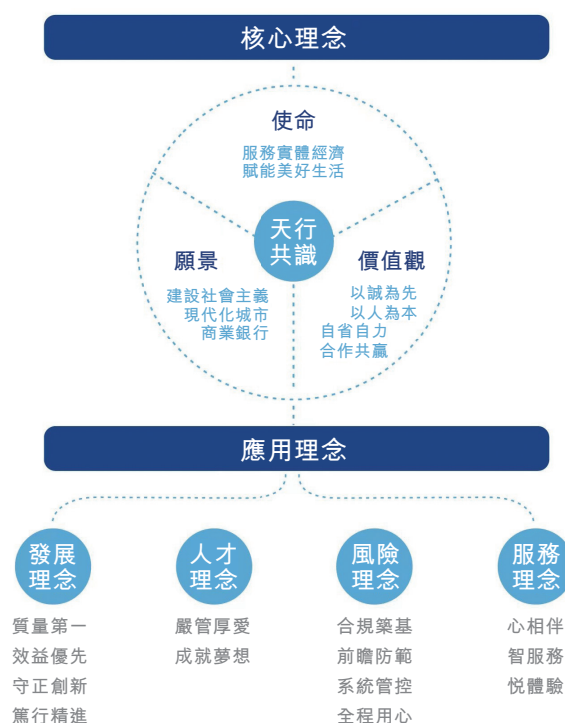 核心理念
使命
服務實體經濟
賦能美好生活
天行
共識
願景
建設社會主義
現代化城市
商業銀行
價值觀
以誠為先
以人為本
自省自力
合作共贏
應用理念
發展
理念
質量第一
效益優先
守正創新
篤行精進
人才
理念
嚴管厚愛
成就夢想
風險
理念
合規築基
前瞻防範
系統管控
全程用心
服務
理念
心相伴
智服務
悅體驗